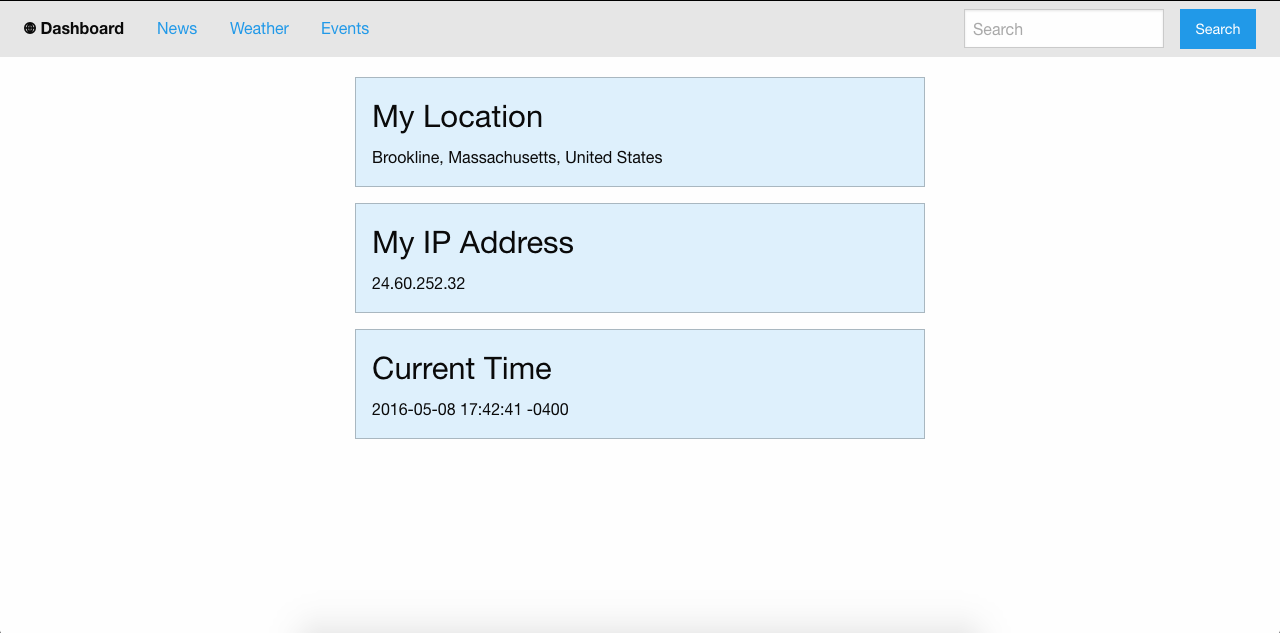 Dashboard News Weather Events Search Search
My Location
Brookline, Massachusetts, United States
My IP Address
24.60.252.32
Current Time
2016-05-08 17:42:41 -0400